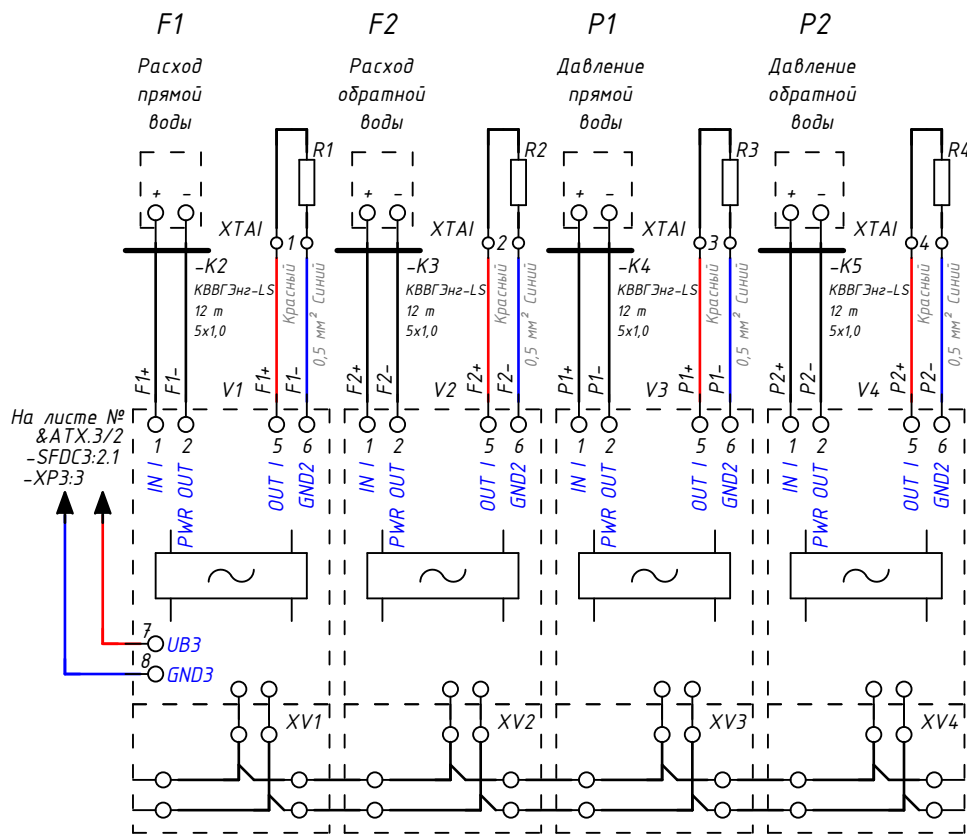 F1 F2 P1 P2
Расход Расход Давление Давление
прямой обратной прямой обратной
воды воды воды воды
R1 R2 R3 R4
+ - + - + - + -
XTAI 1 XTAI 2 XTAI 3 XTAI 4
-K2 -K3 -K4 -K5
КВВГЭнг-LS КВВГЭнг-LS КВВГЭнг-LS КВВГЭнг-LS
12 m 12 m 12 m 12 m
5x1,0 5x1,0 5x1,0 5x1,0
Красный Красный Красный Красный
0,5 мм² Синий 0,5 мм² Синий 0,5 мм² Синий 0,5 мм² Синий
F1+ F1- V1 F1+ F1- F2+ F2- V2 F2+ F2- P1+ P1- V3 P1+ P1- P2+ P2- V4 P2+ P2-
На листе №
&ATX.3/2
-SFDC3:2.1
-XP3:3
1 2 5 6 1 2 5 6 1 2 5 6 1 2 5 6
IN I PWR OUT OUT I GND2 IN I PWR OUT OUT I GND2 IN I PWR OUT OUT I GND2 IN I PWR OUT OUT I GND2
7 UB3
8 GND3
XV1 XV2 XV3 XV4